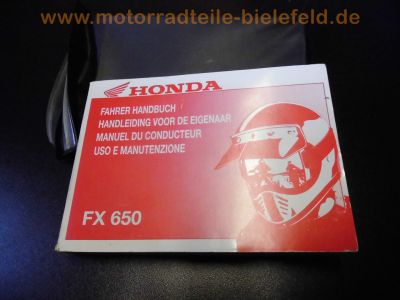 www.motorradteile-bielefeld.de
HONDA
FAHRER HANDBUCH
HANDLEIDING VOOR DE EIGENAAR
MANUEL DU CONDUCTEUR
USO E MANUTENZIONE
FX 650